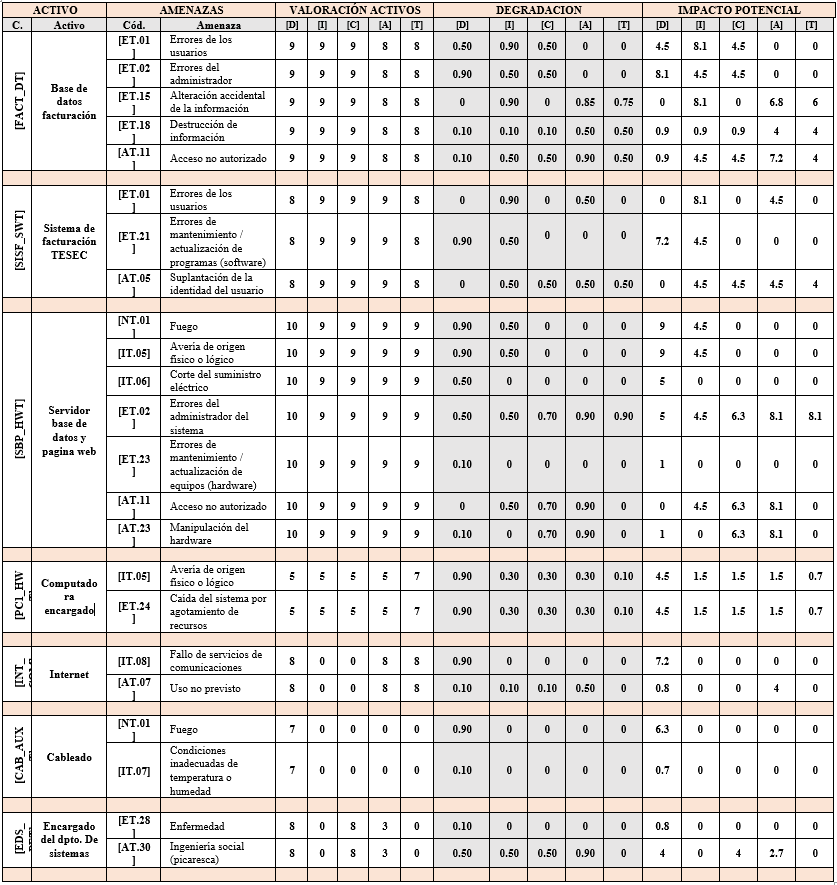 ACTIVO AMENAZAS VALORACIÓN ACTIVOS DEGRADACION IMPACTO POTENCIAL
C. Activo Cód. Amenaza [D] [I] [C] [A] [T] [D] [I] [C] [A] [T] [D] [I] [C] [A] [T]
[FACT_DT] Base de datos facturación
[ET.01] Errores de los usuarios 9 9 9 8 8 0.50 0.90 0.50 0 0 4.5 8.1 4.5 0 0
[ET.02] Errores del administrador 9 9 9 8 8 0.90 0.50 0.50 0 0 8.1 4.5 4.5 0 0
[ET.15] Alteración accidental de la información 9 9 9 8 8 0 0.90 0 0.85 0.75 0 8.1 0 6.8 6
[ET.18] Destrucción de información 9 9 9 8 8 0.10 0.10 0.10 0.50 0.50 0.9 0.9 0.9 4 4
[AT.11] Acceso no autorizado 9 9 9 8 8 0.10 0.50 0.50 0.90 0.50 0.9 4.5 4.5 7.2 4
[SISF_SWT] Sistema de facturación TESEC
[ET.01] Errores de los usuarios 8 9 9 9 8 0 0.90 0 0.50 0 0 8.1 0 4.5 0
[ET.21] Errores de mantenimiento / actualización de programas (software) 8 9 9 9 8 0.90 0.50 0 0 0 7.2 4.5 0 0 0
[AT.05] Suplantación de la identidad del usuario 8 9 9 9 8 0 0.50 0.50 0.50 0.50 0 4.5 4.5 4.5 4
[SBP_HWT] Servidor base de datos y pagina web
[NT.01] Fuego 10 9 9 9 9 0.90 0.50 0 0 0 9 4.5 0 0 0
[IT.05] Avería de origen físico o lógico 10 9 9 9 9 0.90 0.50 0 0 0 9 4.5 0 0 0
[IT.06] Corte del suministro eléctrico 10 9 9 9 9 0.50 0 0 0 0 5 0 0 0 0
[ET.02] Errores del administrador del sistema 10 9 9 9 9 0.50 0.50 0.70 0.90 0.90 5 4.5 6.3 8.1 8.1
[ET.23] Errores de mantenimiento / actualización de equipos (hardware) 10 9 9 9 9 0.10 0 0 0 0 1 0 0 0 0
[AT.11] Acceso no autorizado 10 9 9 9 9 0 0.50 0.70 0.90 0 0 4.5 6.3 8.1 0
[AT.23] Manipulación del hardware 10 9 9 9 9 0.10 0 0.70 0.90 0 1 0 6.3 8.1 0
[PC1_HW Computadora encargado
[IT.05] Avería de origen físico o lógico 5 5 5 5 7 0.90 0.30 0.30 0.30 0.10 4.5 1.5 1.5 1.5 0.7
[ET.24] Caída del sistema por agotamiento de recursos 5 5 5 5 7 0.90 0.30 0.30 0.30 0.10 4.5 1.5 1.5 1.5 0.7
[INT_ Internet
[IT.08] Fallo de servicios de comunicaciones 8 0 0 8 8 0.90 0 0 0 0 7.2 0 0 0 0
[AT.07] Uso no previsto 8 0 0 8 8 0.10 0.10 0.10 0.50 0 0.8 0 0 4 0
[CAB_AUX Cableado
[NT.01] Fuego 7 0 0 0 0 0.90 0 0 0 0 6.3 0 0 0 0
[IT.07] Condiciones inadecuadas de temperatura o humedad 7 0 0 0 0 0.10 0 0 0 0 0.7 0 0 0 0
[EDS_ Encargado del dpto. De sistemas
[ET.28] Enfermedad 8 0 8 3 0 0.10 0 0 0 0 0.8 0 0 0 0
[AT.30] Ingeniería social (picaresca) 8 0 8 3 0 0.50 0.50 0.50 0.90 0 4 0 4 2.7 0